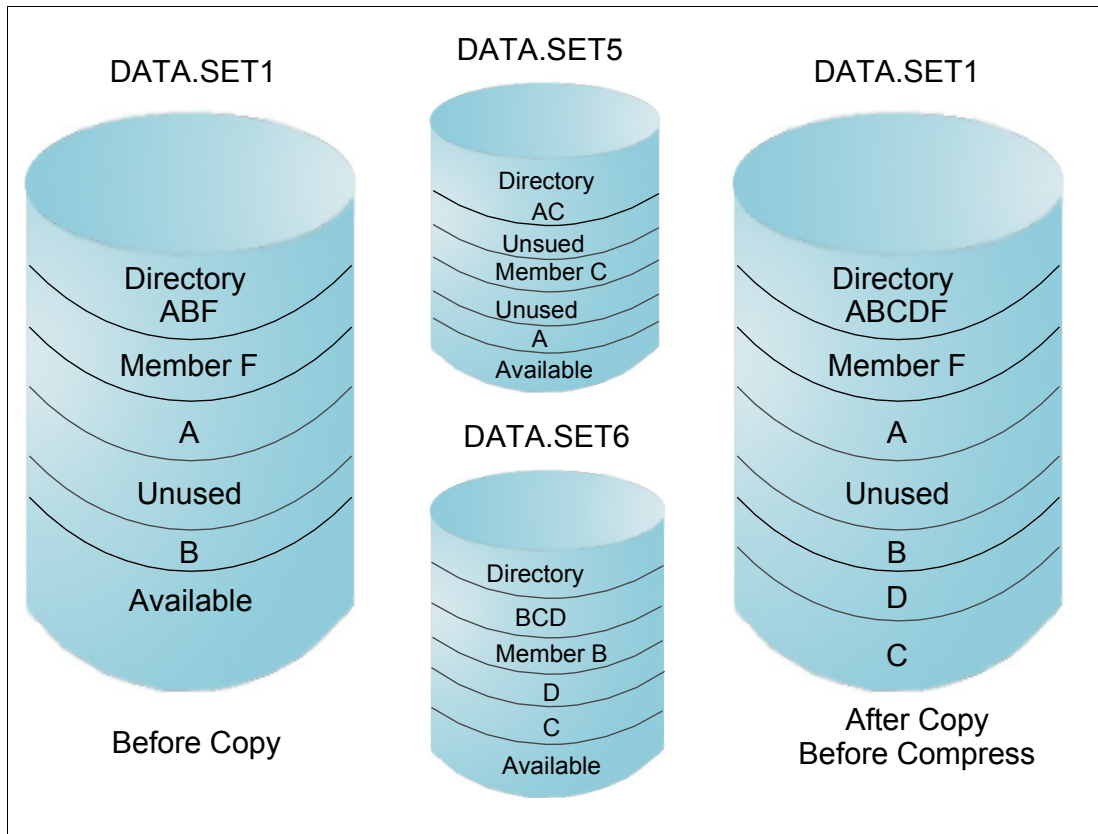 DATA.SET1
Directory
ABF
Member F
A
Unused
B
Available
Before Copy
DATA.SET5
Directory
AC
Unsued
Member C
Unused
A
Available
DATA.SET6
Directory
BCD
Member B
D
C
Available
DATA.SET1
Directory
ABCDF
Member F
A
Unused
B
D
C
After Copy
Before Compress